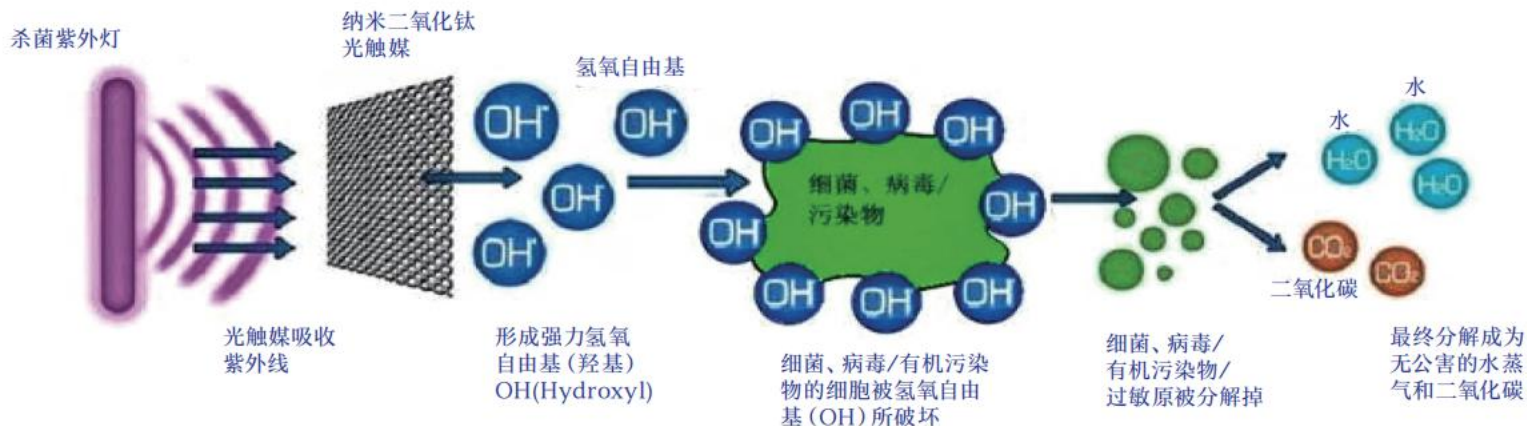 杀菌紫外灯
纳米二氧化钛
光触媒
氢氧自由基
水
水
OH·
OH·
OH·
OH·
OH
OH·
OH
OH
OH
OH
OH
OH
细菌、病毒/
污染物
H₂O
H₂O
H₂O
CO₂
CO₂
二氧化碳
光触媒吸收
紫外线
形成强力氢氧
自由基(羟基)
OH(Hydroxyl)
细菌、病毒/有机污染
物的细胞被氢氧自由
基(OH)所破坏
细菌、病毒/
有机污染物/
过敏原被分解掉
最终分解成为
无公害的水蒸
气和二氧化碳